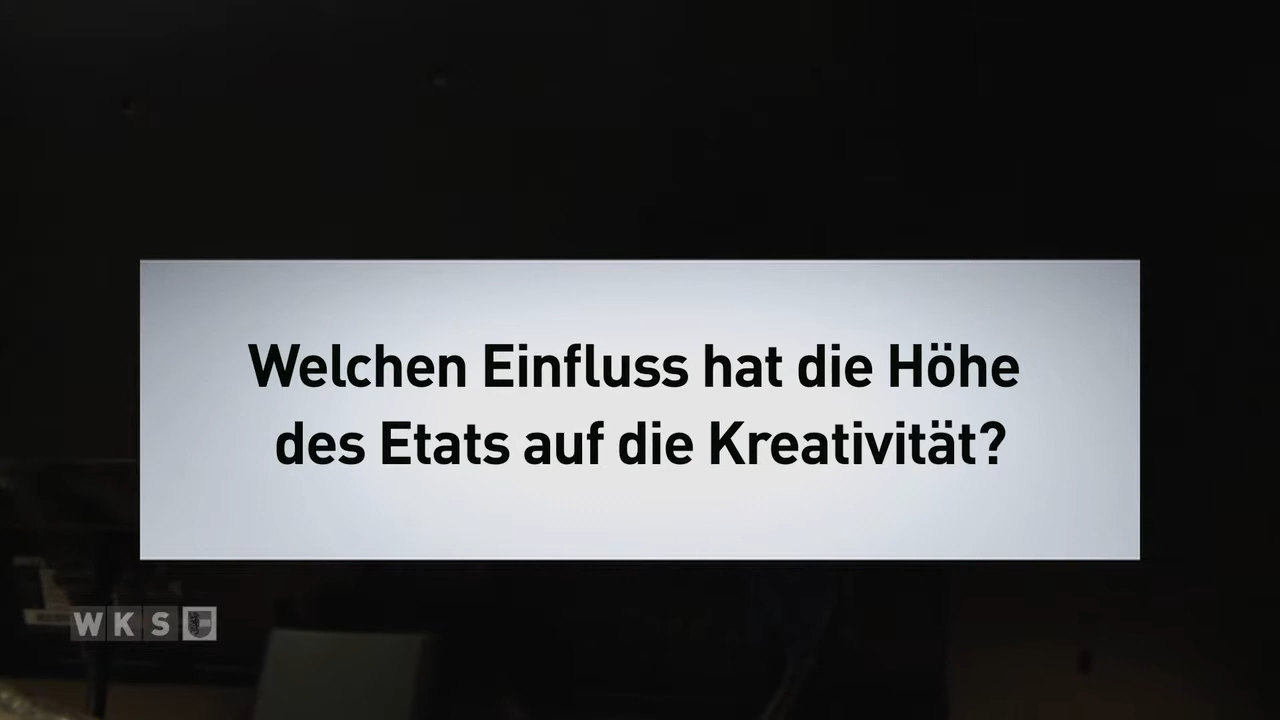 Welchen Einfluss hat die Höhe
des Etats auf die Kreativität?
WKS